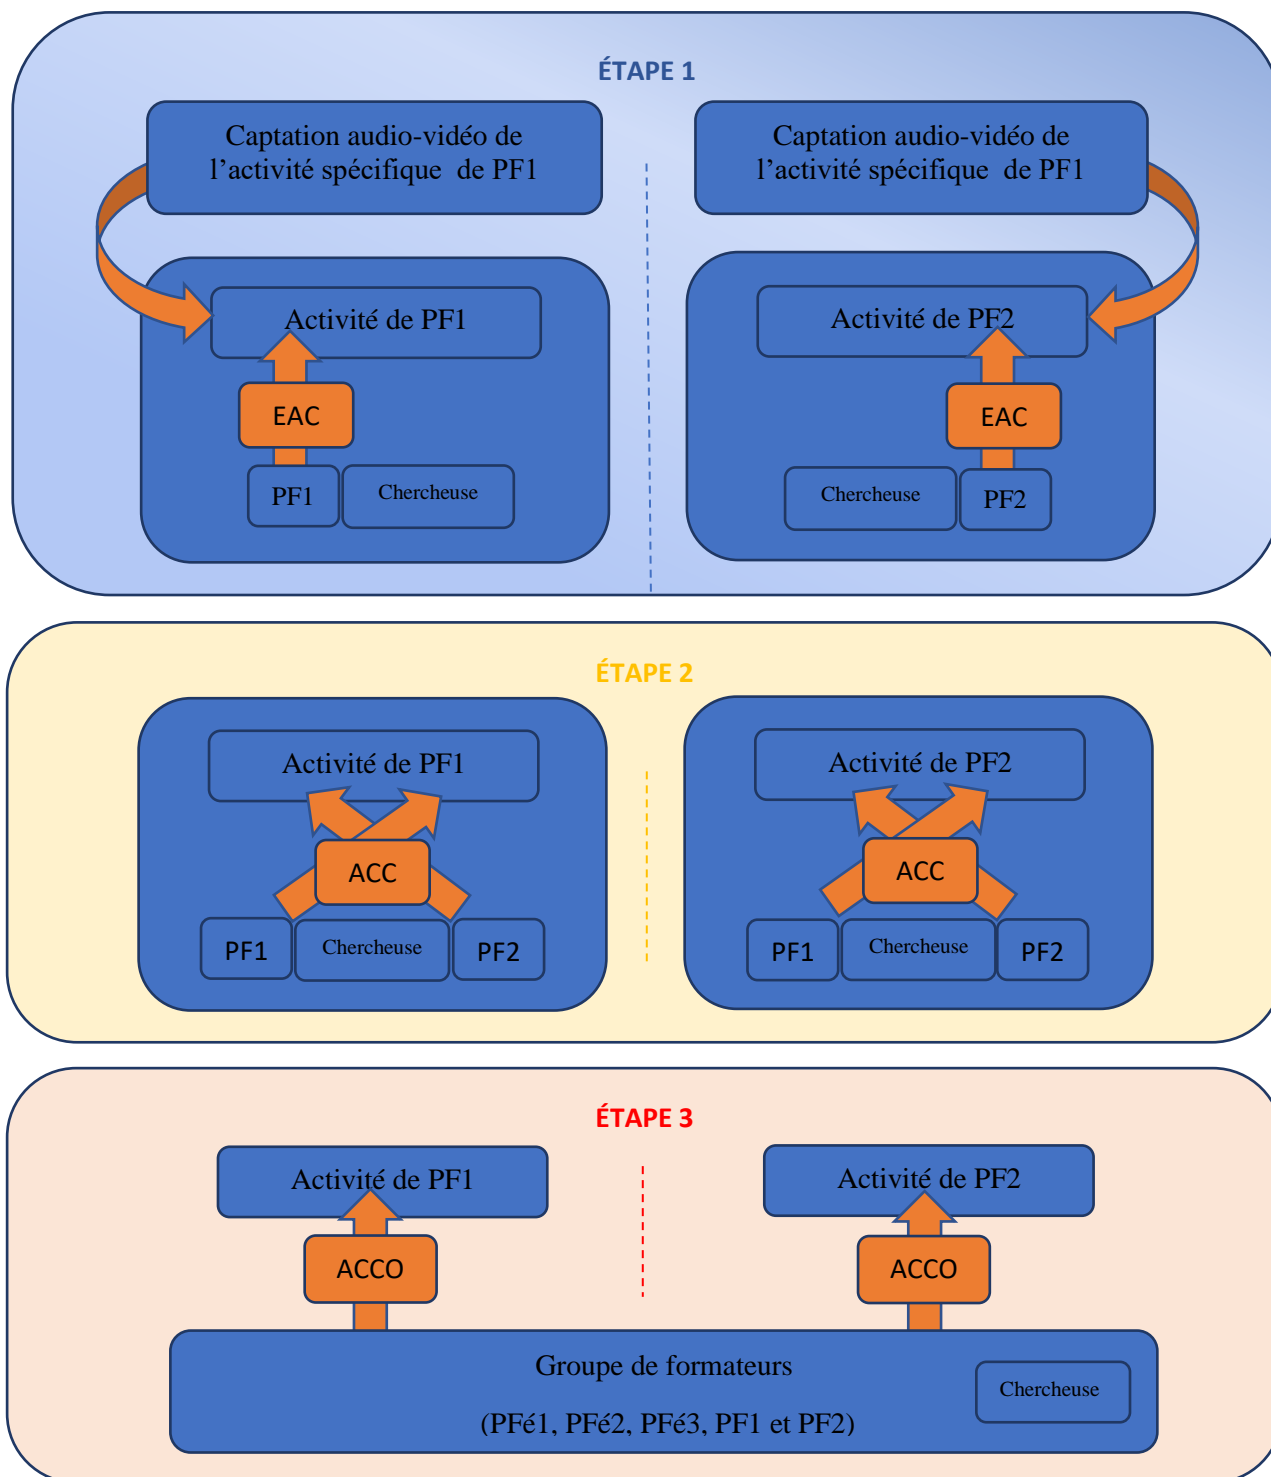 ÉTAPE 1
Captation audio-vidéo de
l'activité spécifique de PF1
Captation audio-vidéo de
l'activité spécifique de PF1
Activité de PF1
EAC
PF1
Chercheuse
Activité de PF2
EAC
Chercheuse
PF2
ÉTAPE 2
Activité de PF1
ACC
PF1
Chercheuse
PF2
Activité de PF2
ACC
PF1
Chercheuse
PF2
ÉTAPE 3
Activité de PF1
ACCO
Activité de PF2
ACCO
Groupe de formateurs
(PFé1, PFé2, PFé3, PF1 et PF2)
Chercheuse